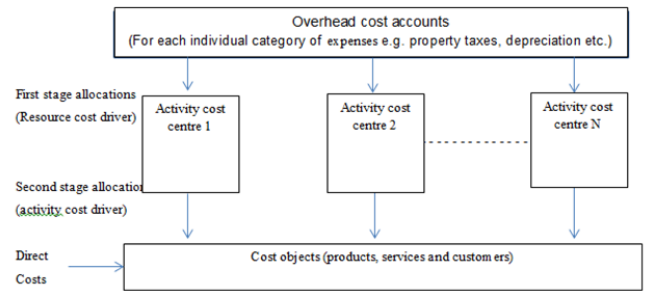 Overhead cost accounts
(For each individual category of expenses e.g. property taxes, depreciation etc.)
First stage allocations
(Resource cost driver)
Activity cost
centre 1
Activity cost
centre 2
Activity cost
centre N
Second stage allocation
(activity cost driver)
Direct
Costs
Cost objects (products, services and customers)